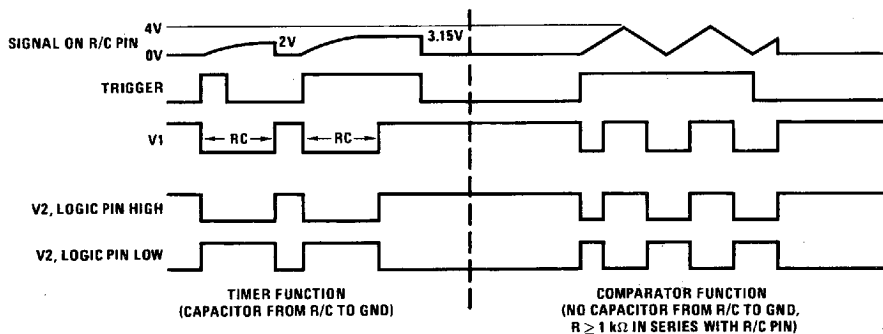 4V
SIGNAL ON R/C PIN
2V
3.15V
0V
TRIGGER
V1
RC
RC
V2, LOGIC PIN HIGH
V2, LOGIC PIN LOW
TIMER FUNCTION
(CAPACITOR FROM R/C TO GND)
COMPARATOR FUNCTION
(NO CAPACITOR FROM R/C TO GND,
R ≥ 1 kΩ IN SERIES WITH R/C PIN)